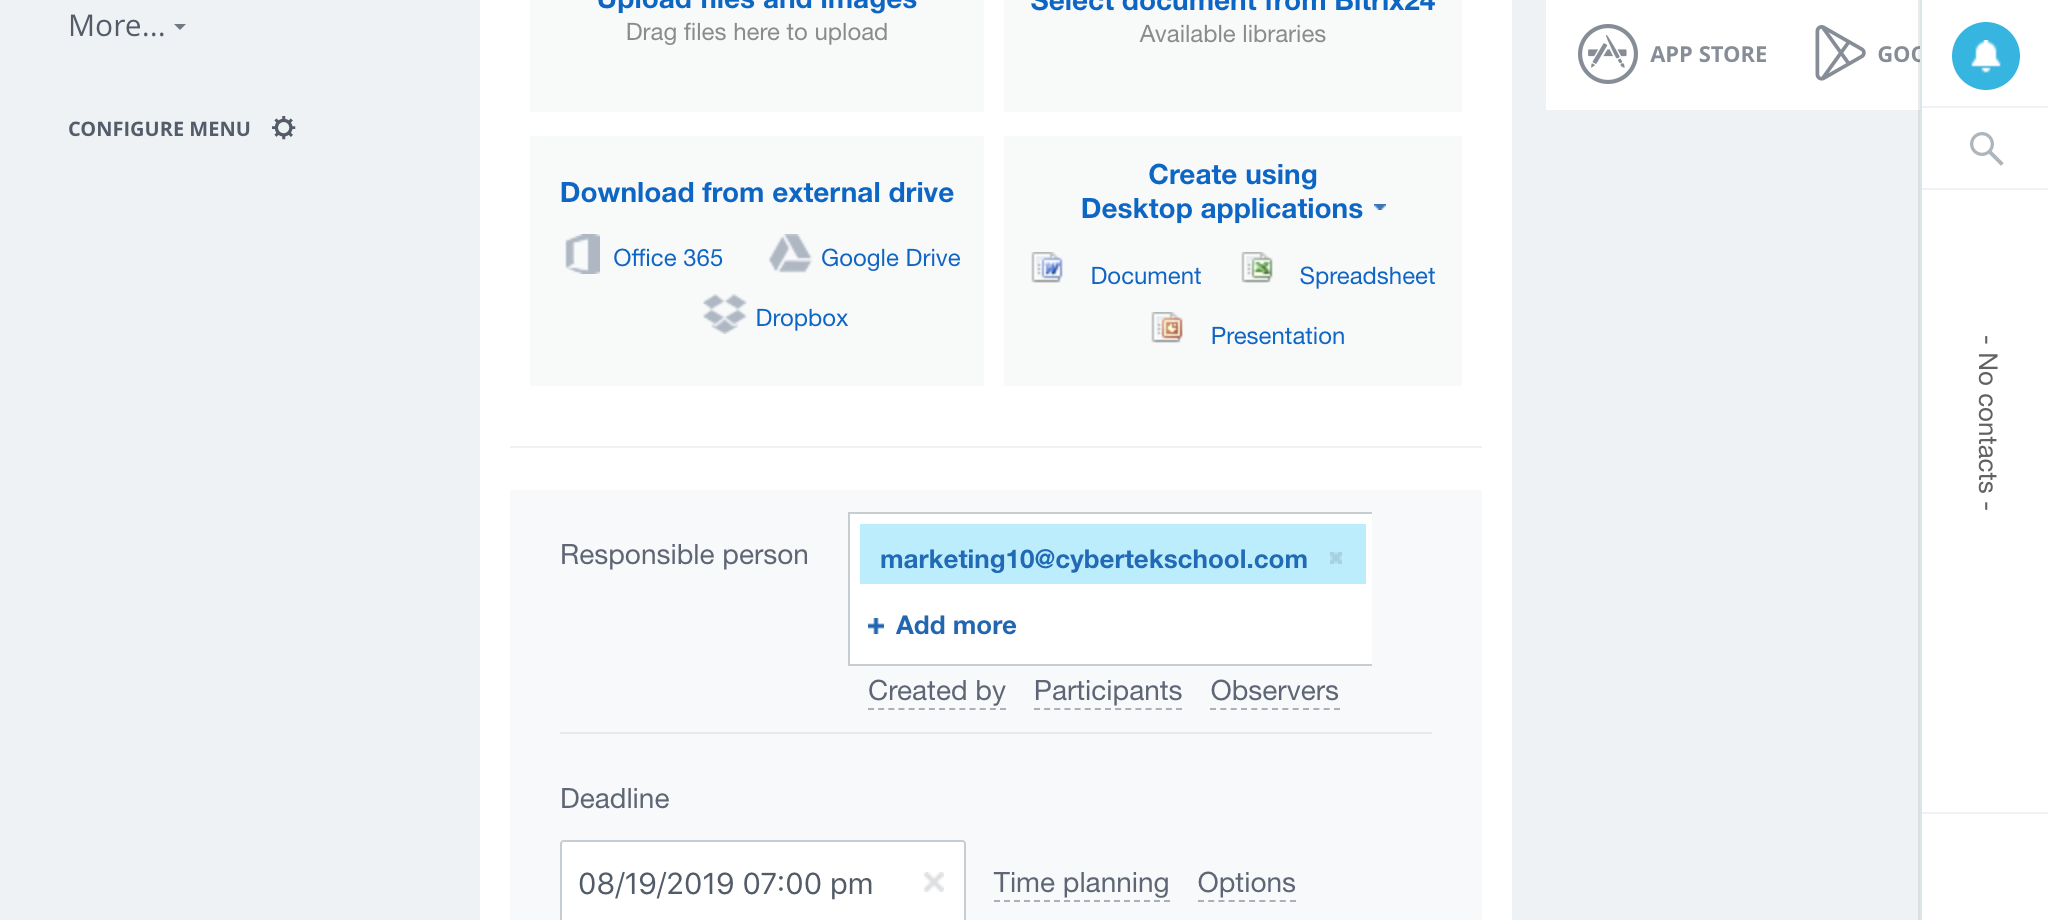 More...
CONFIGURE MENU
Upload files and images
Drag files here to upload
Select document from Bitrix24
Available libraries
Download from external drive
Office 365
Google Drive
Dropbox
Create using
Desktop applications
Document
Spreadsheet
Presentation
Responsible person
marketing10@cybertekschool.com
+ Add more
Created by
Participants
Observers
Deadline
08/19/2019 07:00 pm
Time planning
Options
APP STORE
GOO
- No contacts -